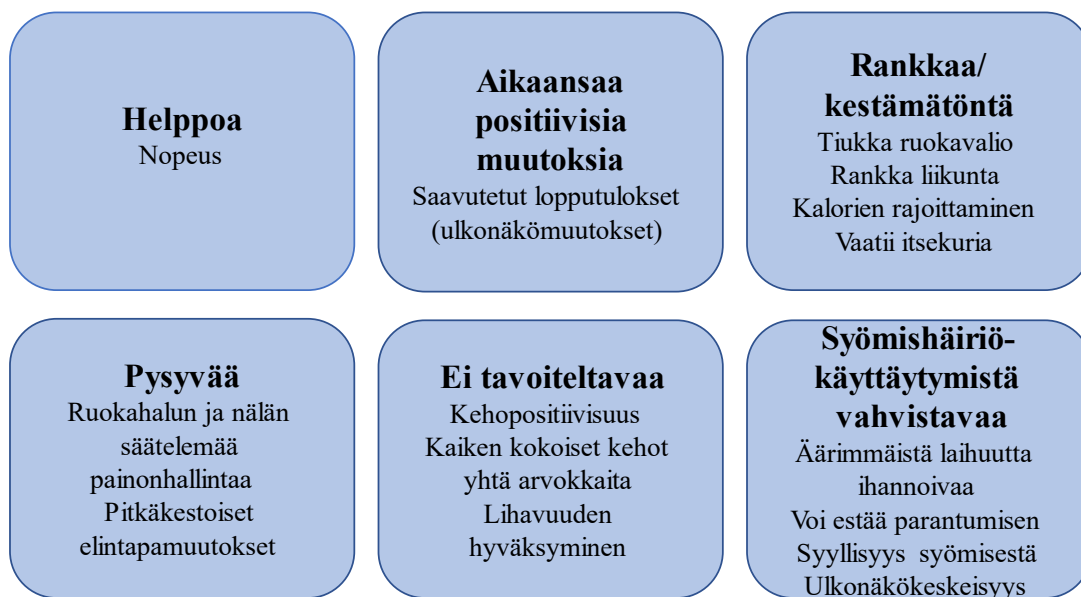 Helppoa
Nopeus
Aikaansaa
positiivisia
muutoksia
Saavutetut lopputulokset
(ulkonäkömuutokset)
Rankkaa/
kestämätöntä
Tiukka ruokavalio
Rankka liikunta
Kalorien rajoittaminen
Vaatii itsekuria
Pysyvää
Ruokahalun ja nälän
säätelemää
painonhallintaa
Pitkäkestoiset
elintapamuutokset
Ei tavoiteltavaa
Kehopositiivisuus
Kaiken kokoiset kehot
yhtä arvokkaita
Lihavuuden
hyväksyminen
Syömishäiriö-
käyttäytymistä
vahvistavaa
Äärimmäistä laihuutta
ihannoivaa
Voi estää parantumisen
Syyllisyys syömisestä
Ulkonäkökeskeisyys